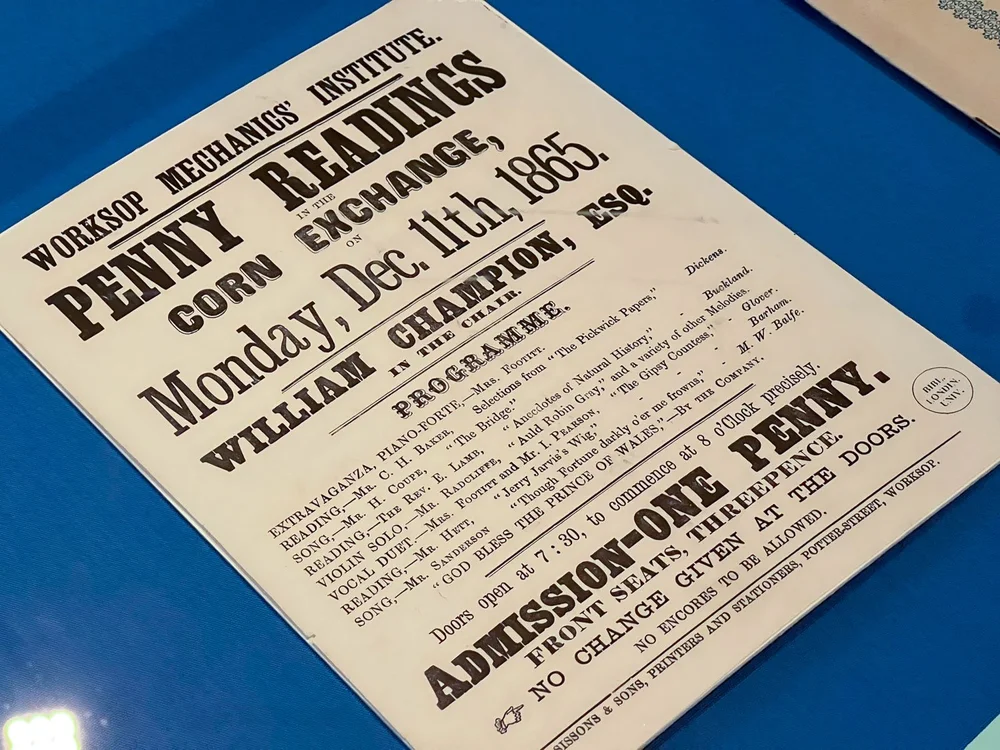 WORKSOP MECHANICS' INSTITUTE.
PENNY READINGS
IN THE
CORN EXCHANGE,
ON
Monday, Dec. 11th, 1865.
WILLIAM CHAMPION, ESQ.
IN THE CHAIR.
PROGRAMME.
EXTRAVAGANZA, PIANO-FORTE,—Mrs. Footitt.
READING,—Mr. C. H. Baker, Selections from "The Pickwick Papers," Dickens.
SONG,—Mr. H. Coupe, "The Bridge."
READING,—The Rev. E. Lamb, "Anecdotes of Natural History," - Buckland.
VIOLIN SOLO,—Mr. Radcliffe, "Auld Robin Gray," and a variety of other Melodies.
VOCAL DUET,—Mrs. Footitt and Mr. I. Pearson, "The Gipsy Countess," - Glover.
READING,—Mr. Hett, "Jerry Jarvis's Wig," - - - Barham.
SONG,—Mr. Sanderson "Though Fortune darkly o'er me frowns," - M. W. Balfe.
"GOD BLESS THE PRINCE OF WALES,"—By the Company.
Doors open at 7:30, to commence at 8 o'Clock precisely.
ADMISSION-ONE PENNY,
FRONT SEATS, THREEPENCE.
NO CHANGE GIVEN AT THE DOORS.
NO ENCORES TO BE ALLOWED.
SISSONS & SONS, PRINTERS AND STATIONERS, POTTER-STREET, WORKSOP.
BIBL.
LONDIN.
UNIV.